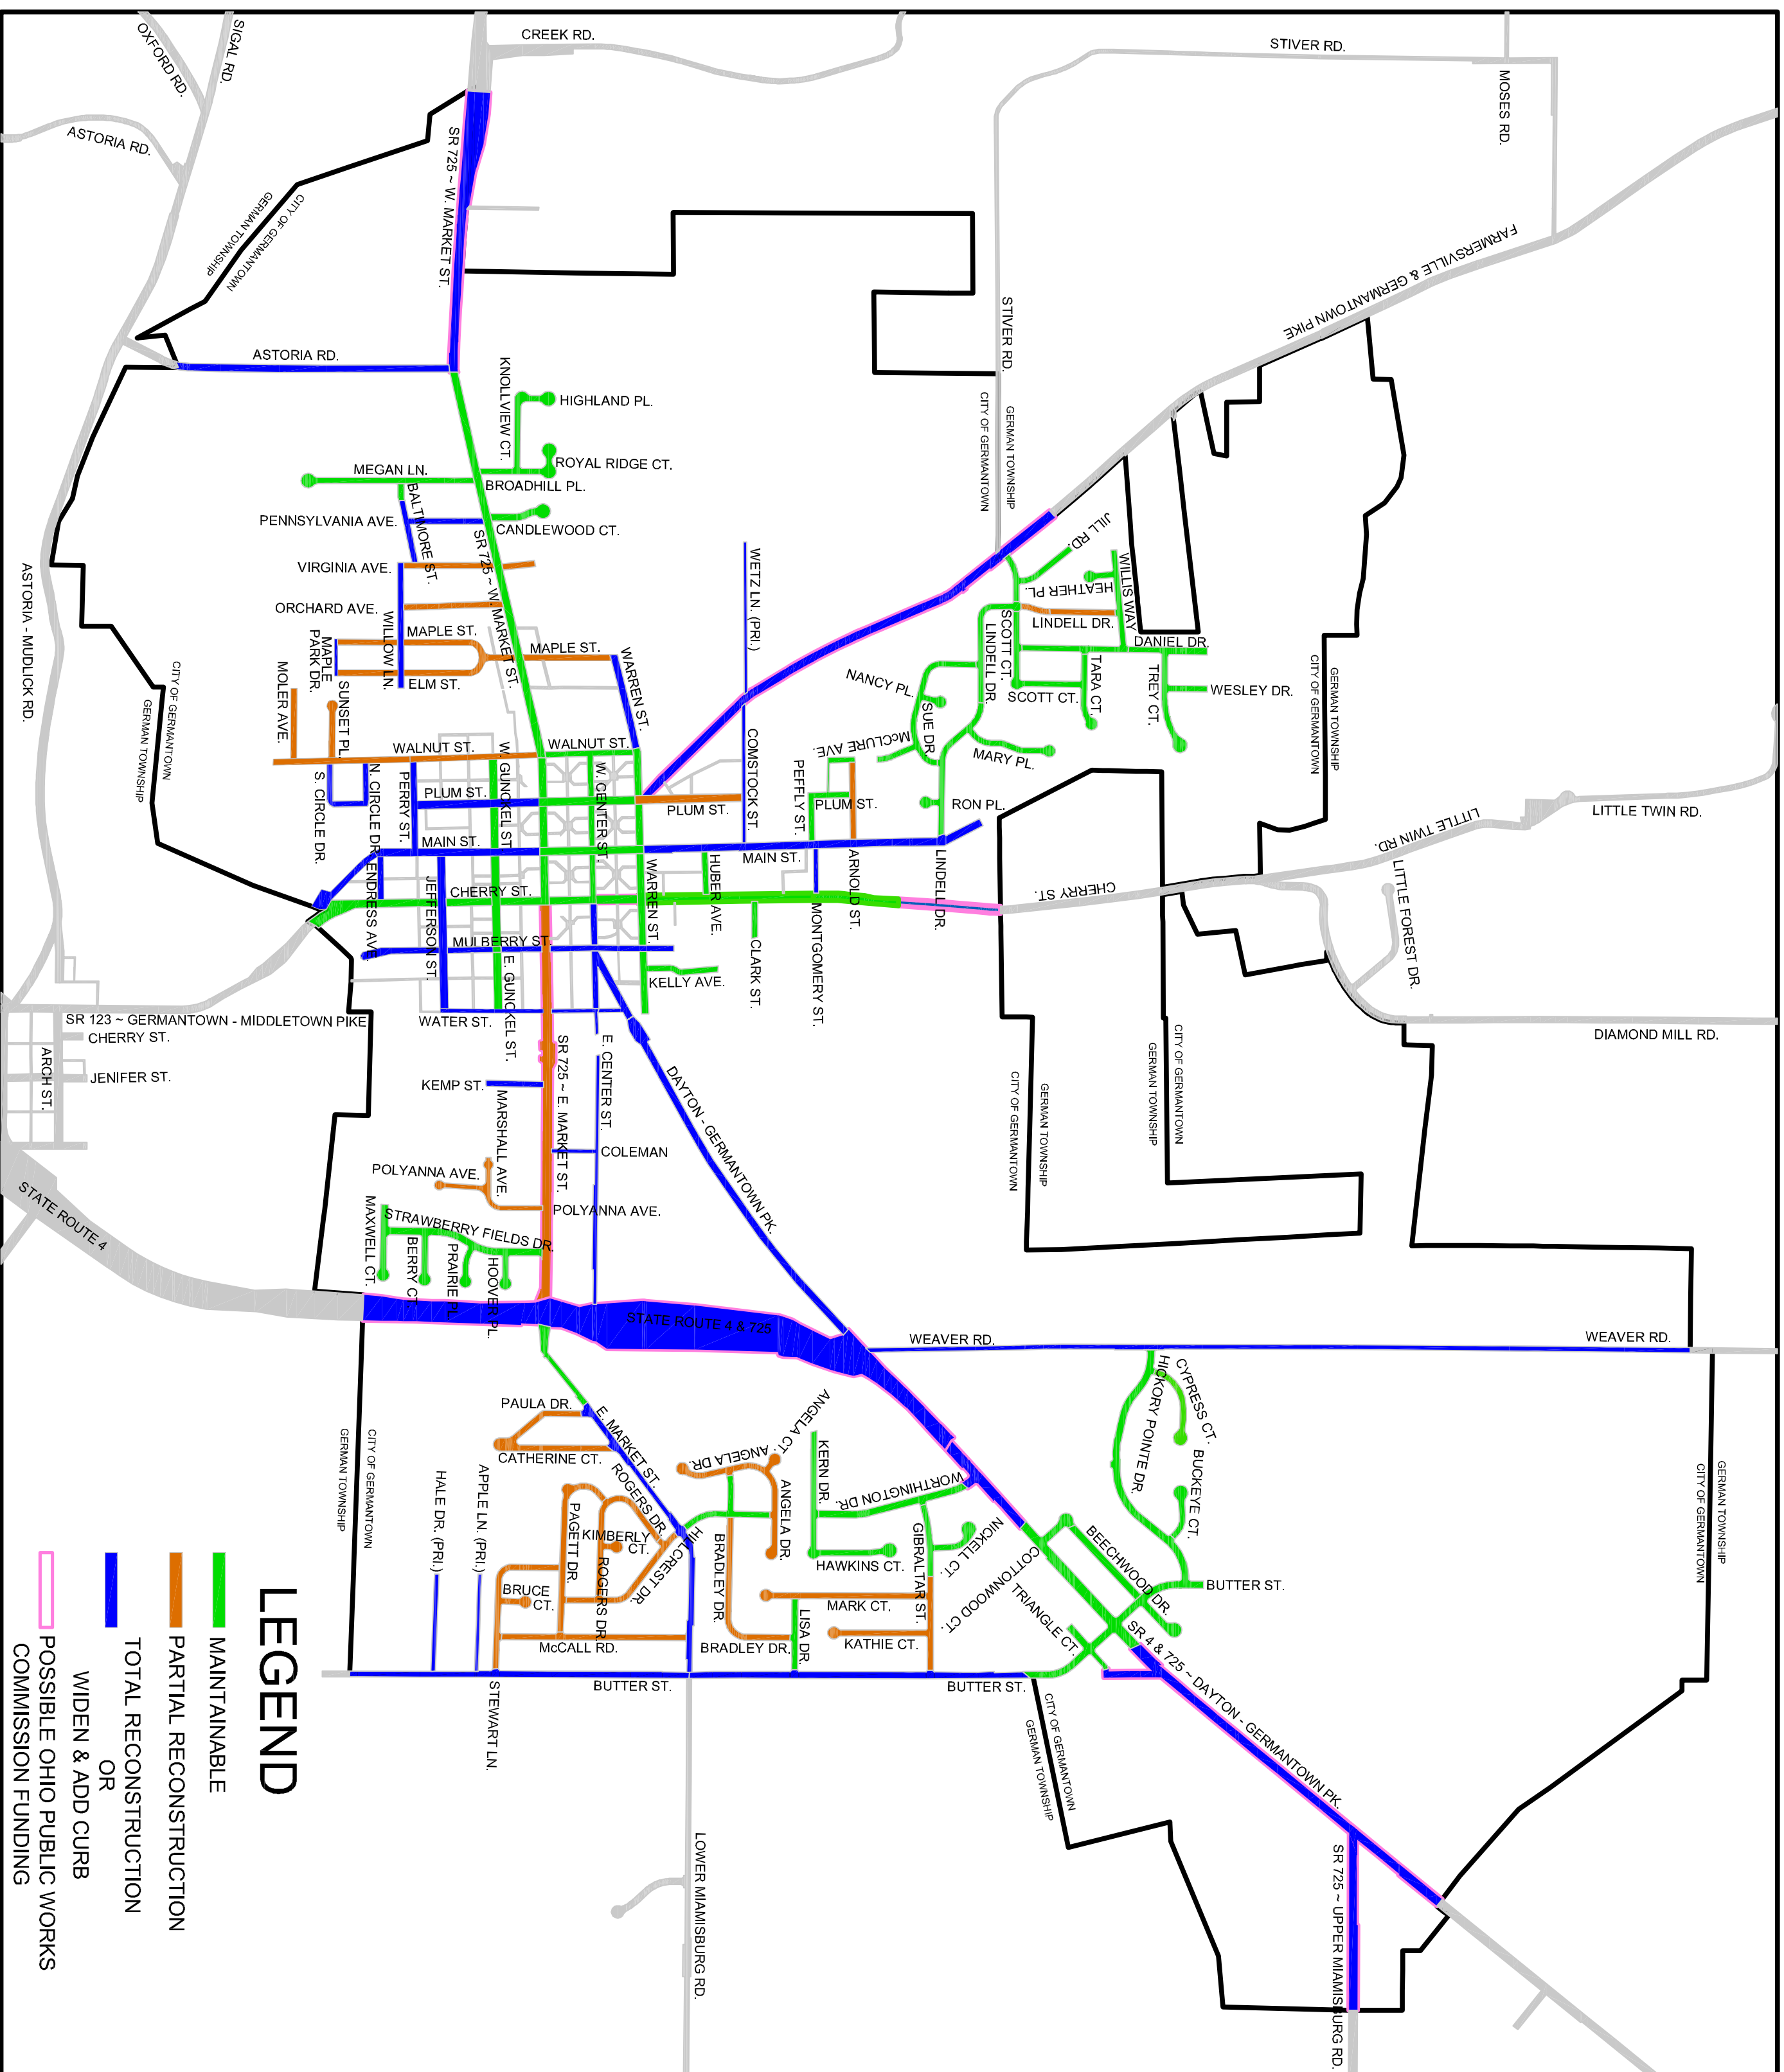 CREEK RD.
STIVER RD.
MOSES RD.
OXFORD RD.
SIGAL RD.
ASTORIA RD.
SR 725 ~ W. MARKET ST.
CITY OF GERMANTOWN
GERMAN TOWNSHIP
FARMERSVILLE & GERMANTOWN PIKE
STIVER RD.
GERMAN TOWNSHIP
CITY OF GERMANTOWN
ASTORIA RD.
KNOLLVIEW CT.
HIGHLAND PL.
ROYAL RIDGE CT.
MEGAN LN.
BROADHILL PL.
BALTIMORE ST.
PENNSYLVANIA AVE.
CANDLEWOOD CT.
SR 725 ~ W. MARKET ST.
VIRGINIA AVE.
ORCHARD AVE.
WILLOW LN.
MAPLE ST.
MAPLE ST.
MAPLE
PARK DR.
ELM ST.
WARREN ST.
WETZ LN. (PRI.)
JILL RD.
WILLIS WAY
HEATHER PL.
LINDELL DR.
DANIEL DR.
SCOTT CT.
LINDELL DR.
SCOTT CT.
TARA CT.
TREY CT.
WESLEY DR.
NANCY PL.
SUE DR.
McCLURE AVE.
MARY PL.
RON PL.
GERMAN TOWNSHIP
CITY OF GERMANTOWN
ASTORIA - MUDLICK RD.
CITY OF GERMANTOWN
GERMAN TOWNSHIP
MOLER AVE.
SUNSET PL.
WALNUT ST.
WALNUT ST.
W. GUNCKEL ST.
W. CENTER ST.
S. CIRCLE DR.
N. CIRCLE DR.
PERRY ST.
PLUM ST.
PLUM ST.
COMSTOCK ST.
PEFFLY ST.
PLUM ST.
MAIN ST.
MAIN ST.
ENDRESS AVE.
JEFFERSON ST.
CHERRY ST.
WARREN ST.
HUBER AVE.
ARNOLD ST.
LINDELL DR.
CHERRY ST.
LITTLE TWIN RD.
LITTLE TWIN RD.
LITTLE FOREST DR.
MULBERRY ST.
E. GUNCKEL ST.
KELLY AVE.
CLARK ST.
MONTGOMERY ST.
WATER ST.
SR 123 ~ GERMANTOWN - MIDDLETOWN PIKE
CHERRY ST.
JENIFER ST.
ARCH ST.
DIAMOND MILL RD.
CITY OF GERMANTOWN
GERMAN TOWNSHIP
GERMAN TOWNSHIP
CITY OF GERMANTOWN
KEMP ST.
MARSHALL AVE.
SR 725 ~ E. MARKET ST.
E. CENTER ST.
COLEMAN
DAYTON - GERMANTOWN PK.
POLYANNA AVE.
POLYANNA AVE.
STRAWBERRY FIELDS DR.
MAXWELL CT.
BERRY CT.
PRAIRIE PL.
HOOVER PL.
STATE ROUTE 4
STATE ROUTE 4 & 725
WEAVER RD.
WEAVER RD.
CITY OF GERMANTOWN
GERMAN TOWNSHIP
PAULA DR.
CATHERINE CT.
E. MARKET ST.
ROGERS DR.
ANGELA CT.
ANGELA DR.
ANGELA DR.
KERN DR.
WORTHINGTON DR.
HICKORY POINTE DR.
CYPRESS CT.
BUCKEYE CT.
GERMAN TOWNSHIP
CITY OF GERMANTOWN
HALE DR. (PRI.)
APPLE LN. (PRI.)
PAGETT DR.
KIMBERLY
CT.
ROGERS DR.
HILLCREST DR.
BRUCE
CT.
McCALL RD.
BRADLEY DR.
BRADLEY DR.
HAWKINS CT.
MARK CT.
LISA DR.
KATHIE CT.
GIBRALTAR ST.
NICKELL CT.
COTTONWOOD CT.
BEECHWOOD DR.
TRIANGLE CT.
BUTTER ST.
BUTTER ST.
BUTTER ST.
STEWART LN.
SR 4 & 725 ~ DAYTON - GERMANTOWN PK.
CITY OF GERMANTOWN
GERMAN TOWNSHIP
LOWER MIAMISBURG RD.
SR 725 ~ UPPER MIAMISBURG RD.
LEGEND
MAINTAINABLE
PARTIAL RECONSTRUCTION
TOTAL RECONSTRUCTION
OR
WIDEN & ADD CURB
POSSIBLE OHIO PUBLIC WORKS
COMMISSION FUNDING